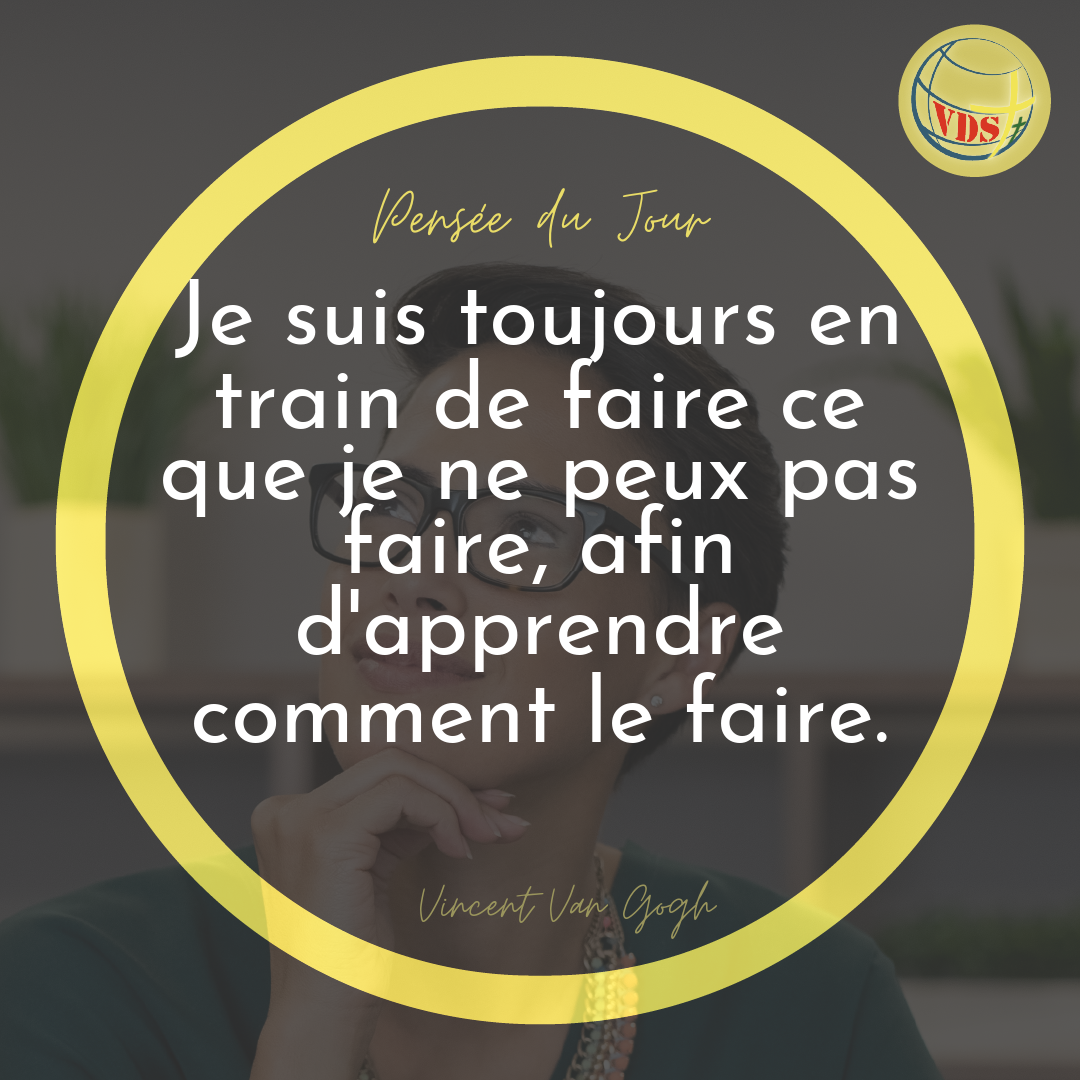 VDS
Pensée du Jour
Je suis toujours en
train de faire ce
que je ne peux pas
faire, afin
d'apprendre
comment le faire.
Vincent Van Gogh